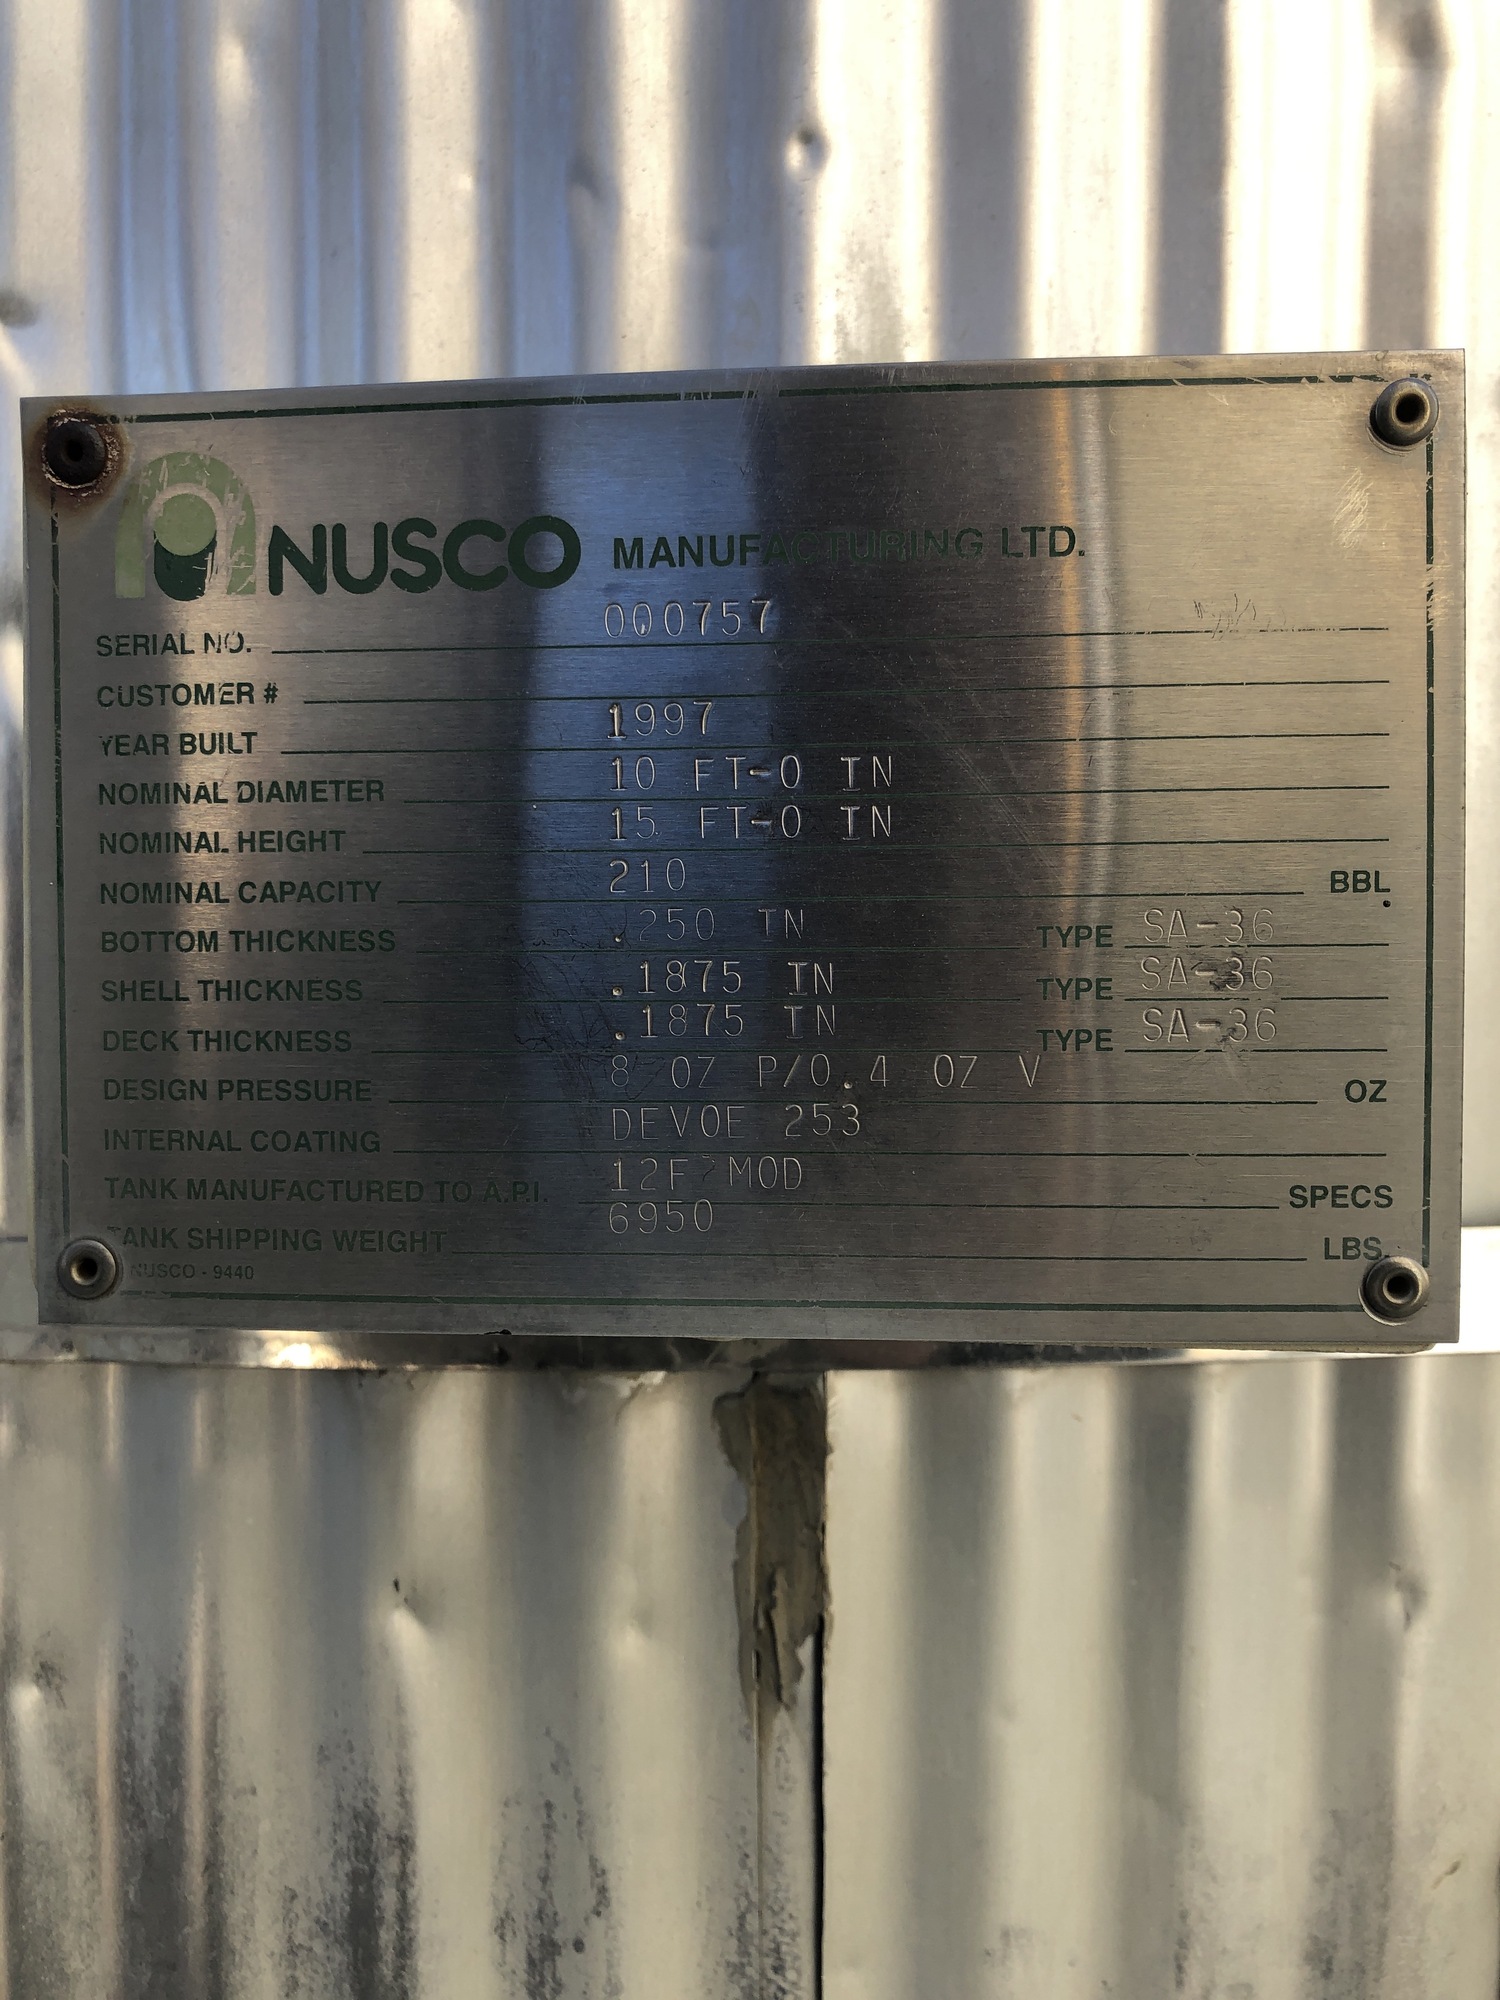 NUSCO MANUFACTURING LTD.
SERIAL NO. 000757
CUSTOMER #
YEAR BUILT 1997
NOMINAL DIAMETER 10 FT-0 IN
NOMINAL HEIGHT 15 FT-0 IN
NOMINAL CAPACITY 210 BBL
BOTTOM THICKNESS .250 IN TYPE SA-36
SHELL THICKNESS .1875 IN TYPE SA-36
DECK THICKNESS .1875 IN TYPE SA-36
DESIGN PRESSURE 8 OZ P/0.4 OZ V OZ
INTERNAL COATING DEVOE 253
TANK MANUFACTURED TO A.P.I. 12F MOD SPECS
TANK SHIPPING WEIGHT 6950 LBS.
NUSCO - 9440